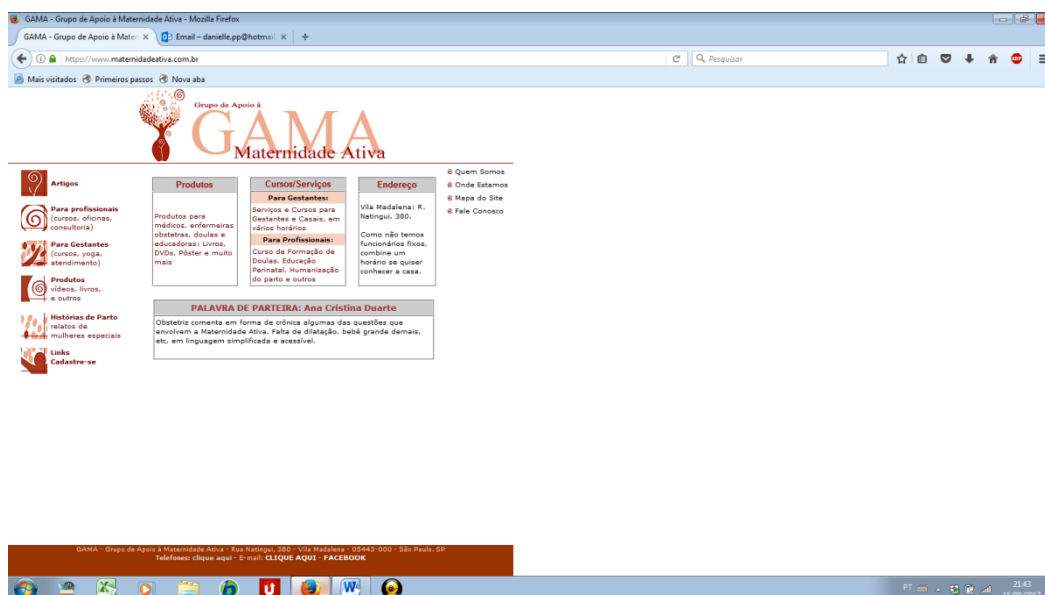 GAMA - Grupo de Apoio à Maternidade Ativa - Mozilla Firefox
GAMA - Grupo de Apoio à Mater
Email – danielle.pp@hotmail
https://www.maternidadeativa.com.br
Pesquisar
ABP
Mais visitados
Primeiros passos
Nova aba
Grupo de Apoio à
GAMA
Maternidade Ativa
Artigos
Para profissionais
(cursos, oficinas,
consultoria)
Para Gestantes
(cursos, yoga,
atendimento)
Produtos
vídeos, livros,
e outros
Histórias de Parto
relatos de
mulheres especiais
Links
Cadastre-se
Produtos
Produtos para
médicos, enfermeiras
obstetras, doulas e
educadoras: Livros,
DVDs, Pôster e muito
mais
Cursos/Serviços
Para Gestantes:
Serviços e Cursos para
Gestantes e Casais, em
vários horários
Para Profissionais:
Curso de Formação de
Doulas, Educação
Perinatal, Humanização
do parto e outros
Endereço
Vila Madalena: R.
Natingui, 380.
Como não temos
funcionários fixos,
combine um
horário se quiser
conhecer a casa.
Quem Somos
Onde Estamos
Mapa do Site
Fale Conosco
PALAVRA DE PARTEIRA: Ana Cristina Duarte
Obstetriz comenta em forma de crônica algumas das questões que
envolvem a Maternidade Ativa. Falta de dilatação, bebê grande demais,
etc, em linguagem simplificada e acessível.
GAMA - Grupo de Apoio à Maternidade Ativa - Rua Natingui, 380 - Vila Madalena - 05443-000 - São Paulo, SP
Telefones: clique aqui - E-mail: CLIQUE AQUI - FACEBOOK
PT
21:43
15/09/2017